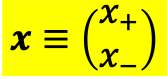 x ≡ (x₊
x₋)